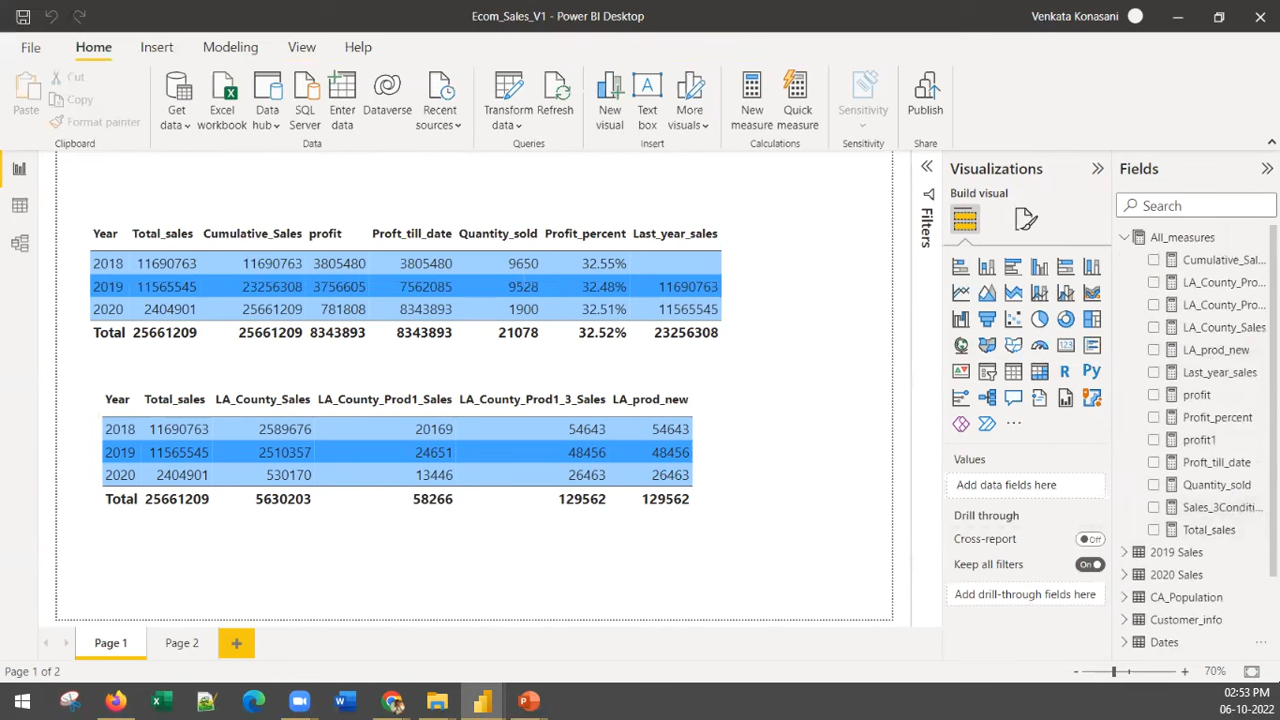 Ecom_Sales_V1 - Power BI Desktop
Venkata Konasani
File Home Insert Modeling View Help
Paste
Cut
Copy
Format painter
Get data
Excel workbook
Data hub
SQL Server
Enter data
Dataverse
Recent sources
Transform data
Refresh
New visual
Text box
More visuals
New measure
Quick measure
Sensitivity
Publish
Clipboard Data Queries Insert Calculations Sensitivity Share
Year Total_sales Cumulative_Sales profit Proft_till_date Quantity_sold Profit_percent Last_year_sales
2018 11690763 11690763 3805480 3805480 9650 32.55%
2019 11565545 23256308 3756605 7562085 9528 32.48% 11690763
2020 2404901 25661209 781808 8343893 1900 32.51% 11565545
Total 25661209 25661209 8343893 8343893 21078 32.52% 23256308
Year Total_sales LA_County_Sales LA_County_Prod1_Sales LA_County_Prod1_3_Sales LA_prod_new
2018 11690763 2589676 20169 54643 54643
2019 11565545 2510357 24651 48456 48456
2020 2404901 530170 13446 26463 26463
Total 25661209 5630203 58266 129562 129562
Filters
Visualizations
Build visual
R Py
123
Values
Add data fields here
Drill through
Cross-report Off
Keep all filters On
Add drill-through fields here
Fields
Search
All_measures
Cumulative_Sal...
LA_County_Pro...
LA_County_Pro...
LA_County_Sales
LA_prod_new
Last_year_sales
profit
Profit_percent
profit1
Proft_till_date
Quantity_sold
Sales_3Conditi...
Total_sales
2019 Sales
2020 Sales
CA_Population
Customer_info
Dates
Page 1 Page 2
Page 1 of 2
70%
02:53 PM
06-10-2022